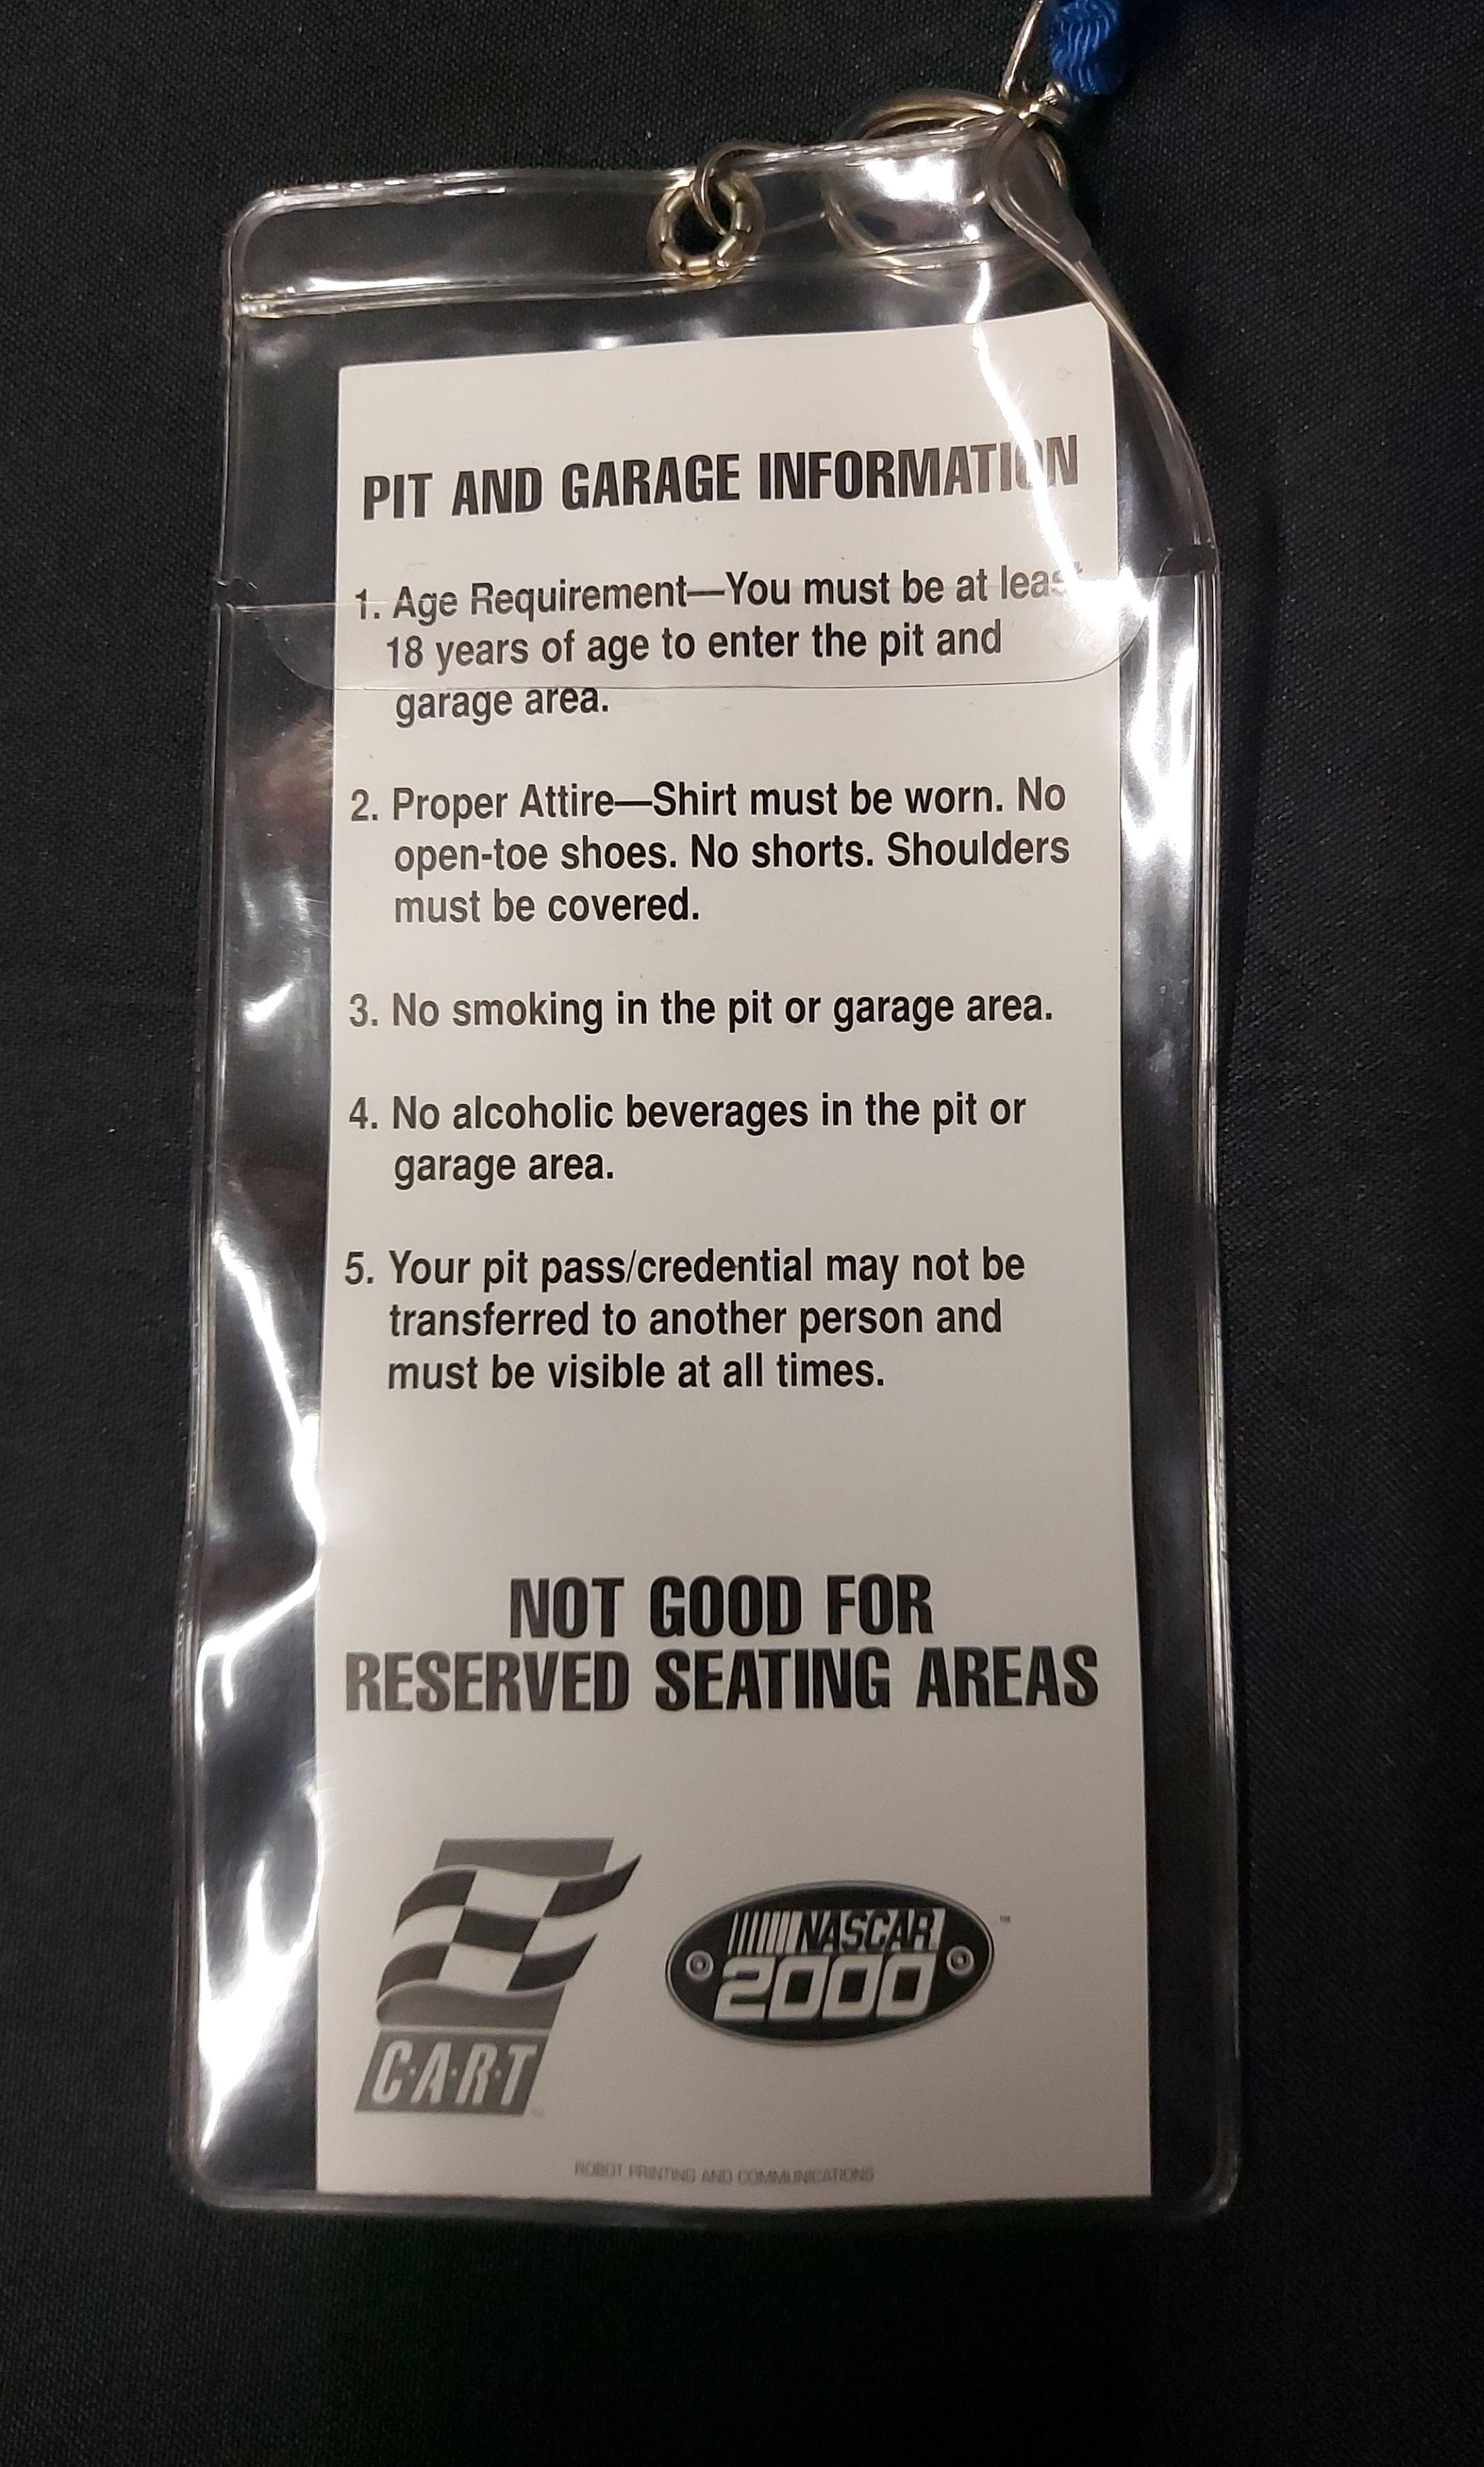 PIT AND GARAGE INFORMATION
1. Age Requirement—You must be at least
18 years of age to enter the pit and
garage area.
2. Proper Attire—Shirt must be worn. No
open-toe shoes. No shorts. Shoulders
must be covered.
3. No smoking in the pit or garage area.
4. No alcoholic beverages in the pit or
garage area.
5. Your pit pass/credential may not be
transferred to another person and
must be visible at all times.
NOT GOOD FOR
RESERVED SEATING AREAS
NASCAR
2000 ™
C·A·R·T
ROBOT PRINTING AND COMMUNICATIONS